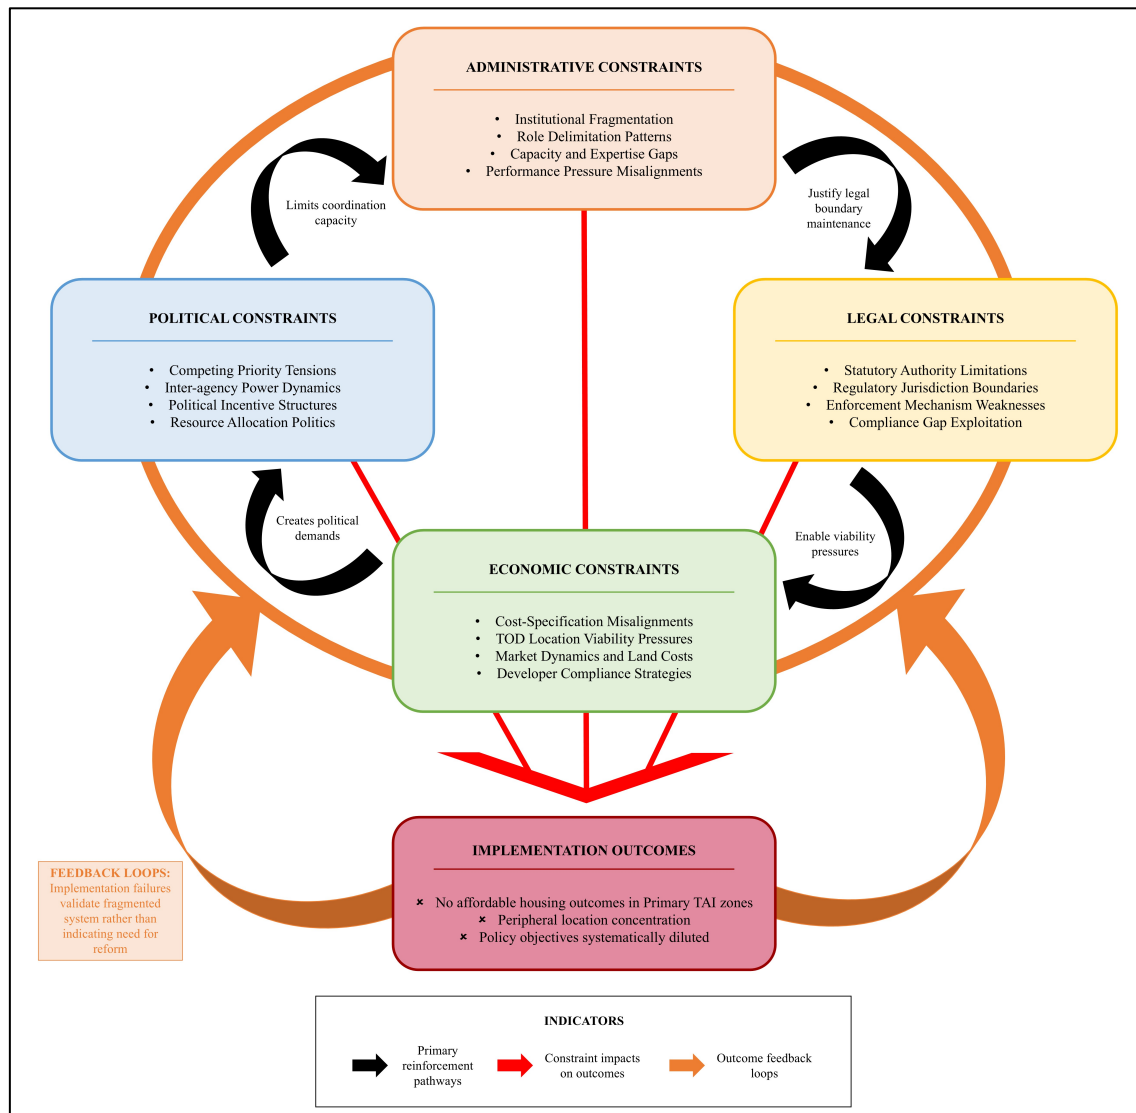 ADMINISTRATIVE CONSTRAINTS
• Institutional Fragmentation
• Role Delimitation Patterns
• Capacity and Expertise Gaps
• Performance Pressure Misalignments
Limits coordination
capacity
Justify legal
boundary
maintenance
POLITICAL CONSTRAINTS
• Competing Priority Tensions
• Inter-agency Power Dynamics
• Political Incentive Structures
• Resource Allocation Politics
LEGAL CONSTRAINTS
• Statutory Authority Limitations
• Regulatory Jurisdiction Boundaries
• Enforcement Mechanism Weaknesses
• Compliance Gap Exploitation
Creates political
demands
Enable viability
pressures
ECONOMIC CONSTRAINTS
• Cost-Specification Misalignments
• TOD Location Viability Pressures
• Market Dynamics and Land Costs
• Developer Compliance Strategies
IMPLEMENTATION OUTCOMES
× No affordable housing outcomes in Primary TAI zones
× Peripheral location concentration
× Policy objectives systematically diluted
FEEDBACK LOOPS:
Implementation failures
validate fragmented
system rather than
indicating need for
reform
INDICATORS
Primary
reinforcement
pathways
Constraint impacts
on outcomes
Outcome feedback
loops